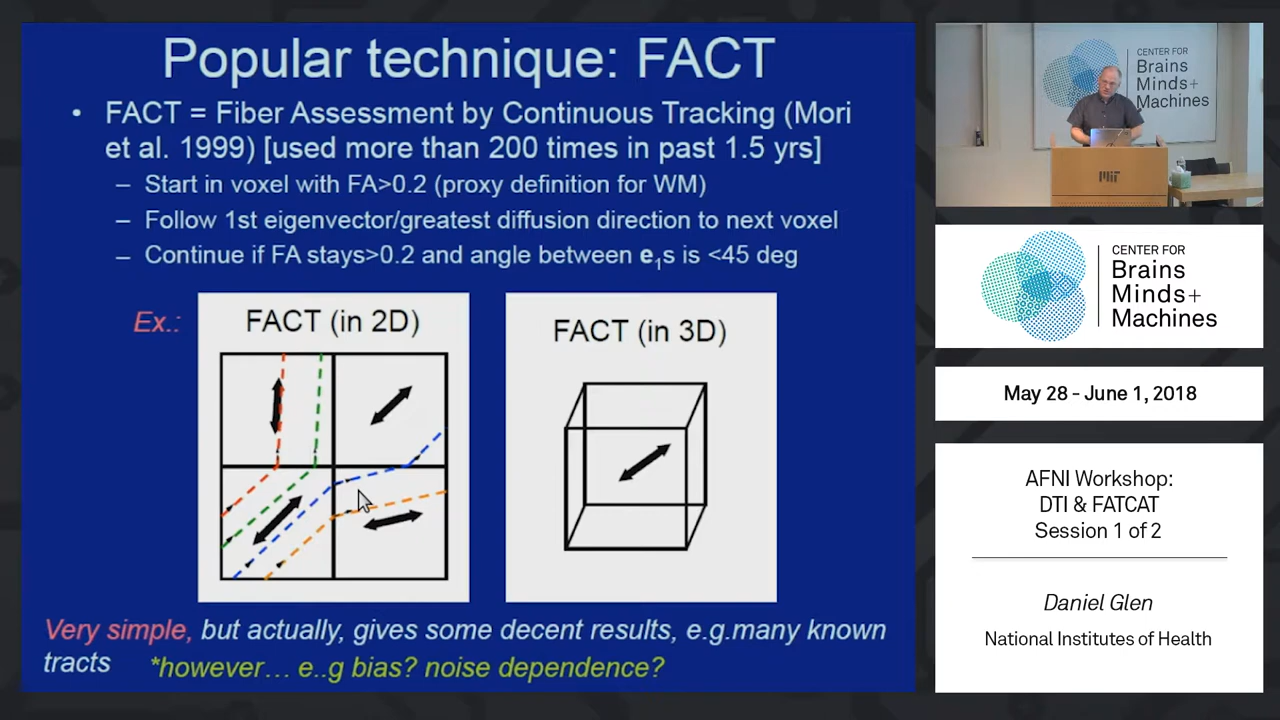 Popular technique: FACT
• FACT = Fiber Assessment by Continuous Tracking (Mori
et al. 1999) [used more than 200 times in past 1.5 yrs]
– Start in voxel with FA>0.2 (proxy definition for WM)
– Follow 1st eigenvector/greatest diffusion direction to next voxel
– Continue if FA stays>0.2 and angle between e1s is <45 deg
Ex.:
FACT (in 2D)
FACT (in 3D)
Very simple, but actually, gives some decent results, e.g.many known
tracts *however… e..g bias? noise dependence?
CENTER FOR
Brains
Minds+
Machines
MIT
CENTER FOR
Brains
Minds+
Machines
May 28 - June 1, 2018
AFNI Workshop:
DTI & FATCAT
Session 1 of 2
Daniel Glen
National Institutes of Health